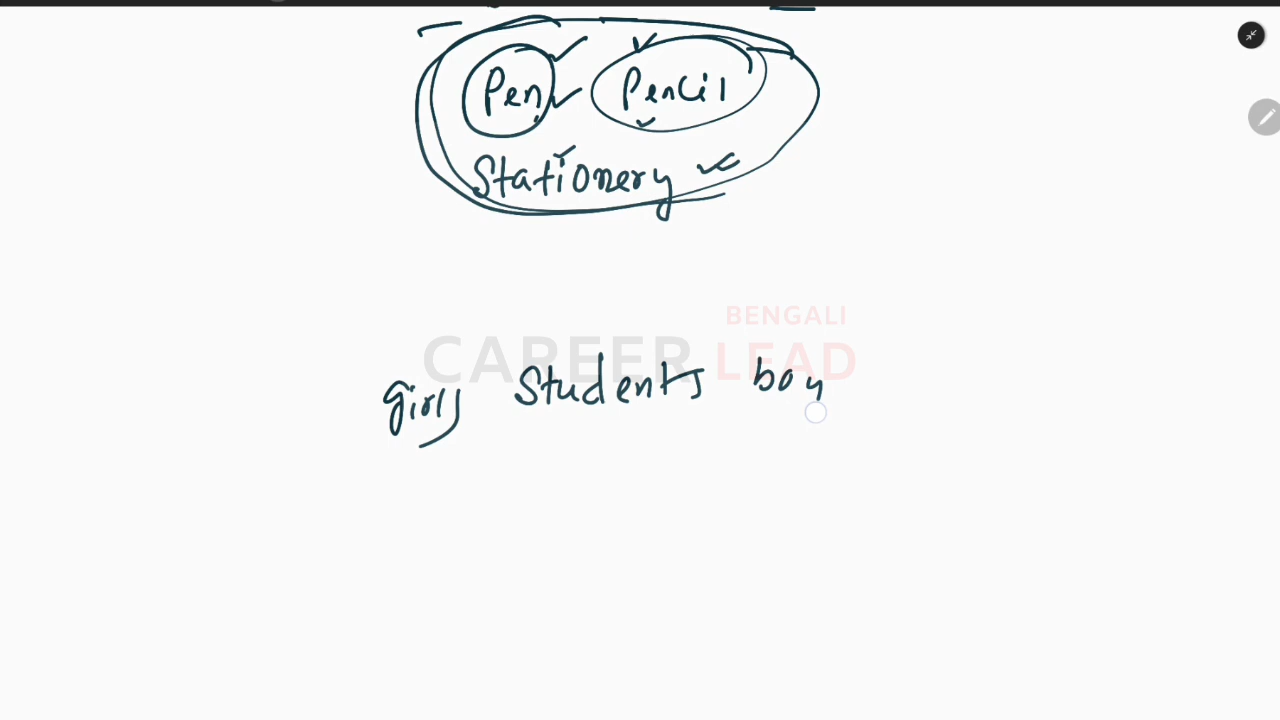 Pen Pencil
Stationery
BENGALI
CAREER LEAD
girls Students boy